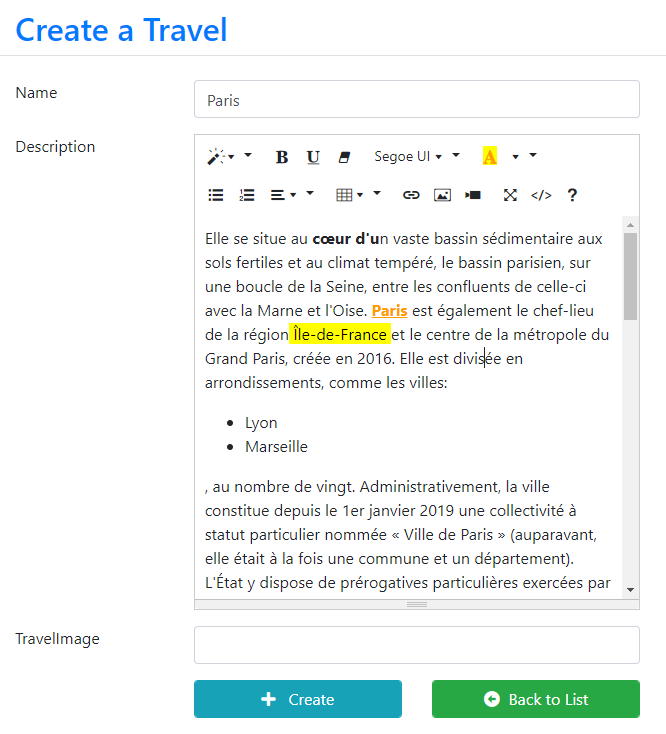 Create a Travel
Name
Paris
Description
B U Segoe UI A
</> ?
Elle se situe au cœur d'un vaste bassin sédimentaire aux
sols fertiles et au climat tempéré, le bassin parisien, sur
une boucle de la Seine, entre les confluents de celle-ci
avec la Marne et l'Oise. Paris est également le chef-lieu
de la région Île-de-France et le centre de la métropole du
Grand Paris, créée en 2016. Elle est divisée en
arrondissements, comme les villes:
• Lyon
• Marseille
, au nombre de vingt. Administrativement, la ville
constitue depuis le 1er janvier 2019 une collectivité à
statut particulier nommée « Ville de Paris » (auparavant,
elle était à la fois une commune et un département).
L'État y dispose de prérogatives particulières exercées par
TravelImage
Create
Back to List